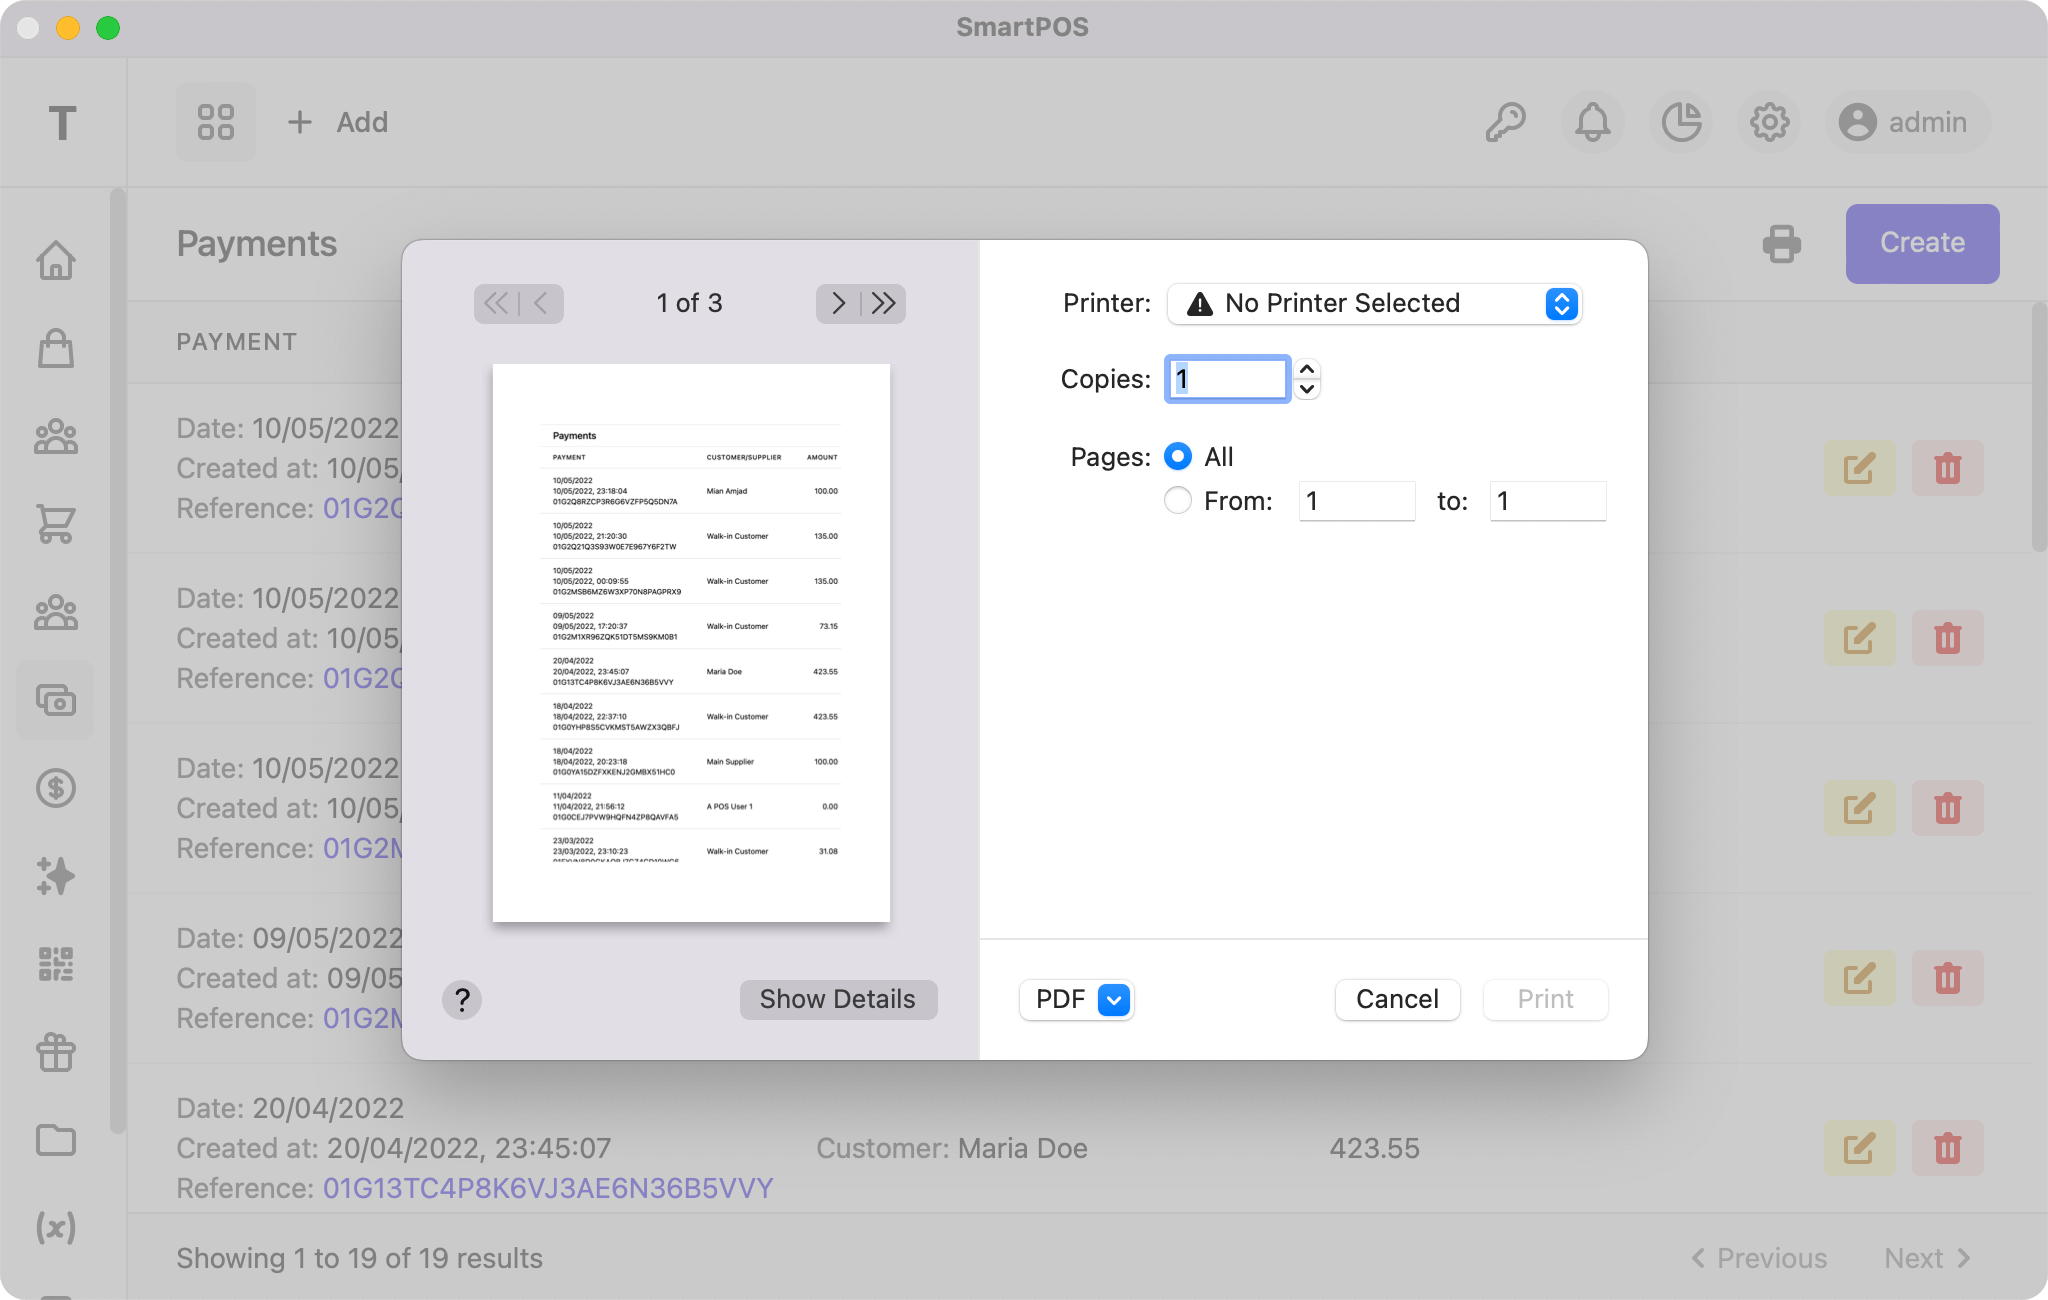 SmartPOS
T
Add
admin
Payments
Create
PAYMENT
Date: 10/05/2022
Created at: 10/05/
Reference: 01G2Q
Date: 10/05/2022
Created at: 10/05/
Reference: 01G2Q
Date: 10/05/2022
Created at: 10/05/
Reference: 01G2M
Date: 09/05/2022
Created at: 09/05
Reference: 01G2M
Date: 20/04/2022
Created at: 20/04/2022, 23:45:07
Reference: 01G13TC4P8K6VJ3AE6N36B5VVY
Customer: Maria Doe
423.55
Showing 1 to 19 of 19 results
Previous
Next
(x)
1 of 3
Payments
PAYMENT CUSTOMER/SUPPLIER AMOUNT
10/05/2022
10/05/2022, 23:18:04 Mian Amjad 100.00
01G2Q8RZCP3R6G6VZFP5Q5DN7A
10/05/2022
10/05/2022, 21:20:30 Walk-in Customer 135.00
01G2Q21Q3S93W0E7E967Y6F2TW
10/05/2022
10/05/2022, 00:09:55 Walk-in Customer 135.00
01G2MSB6MZ6W3XP70N8PAGPRX9
09/05/2022
09/05/2022, 17:20:37 Walk-in Customer 73.15
01G2M1XR96ZQK51DT5MS9KM0B1
20/04/2022
20/04/2022, 23:45:07 Maria Doe 423.55
01G13TC4P8K6VJ3AE6N36B5VVY
18/04/2022
18/04/2022, 22:37:10 Walk-in Customer 423.55
01G0YHP8S5CVKMST5AWZX3QBFJ
18/04/2022
18/04/2022, 20:23:18 Main Supplier 100.00
01G0YA15DZFXKENJ2GMBX51HC0
11/04/2022
11/04/2022, 21:56:12 A POS User 1 0.00
01G0CEJ7PVW9HQFN4ZP8QAVFA5
23/03/2022
23/03/2022, 23:10:23 Walk-in Customer 31.08
?
Show Details
Printer: No Printer Selected
Copies: 1
Pages: All
From: 1 to: 1
PDF
Cancel
Print